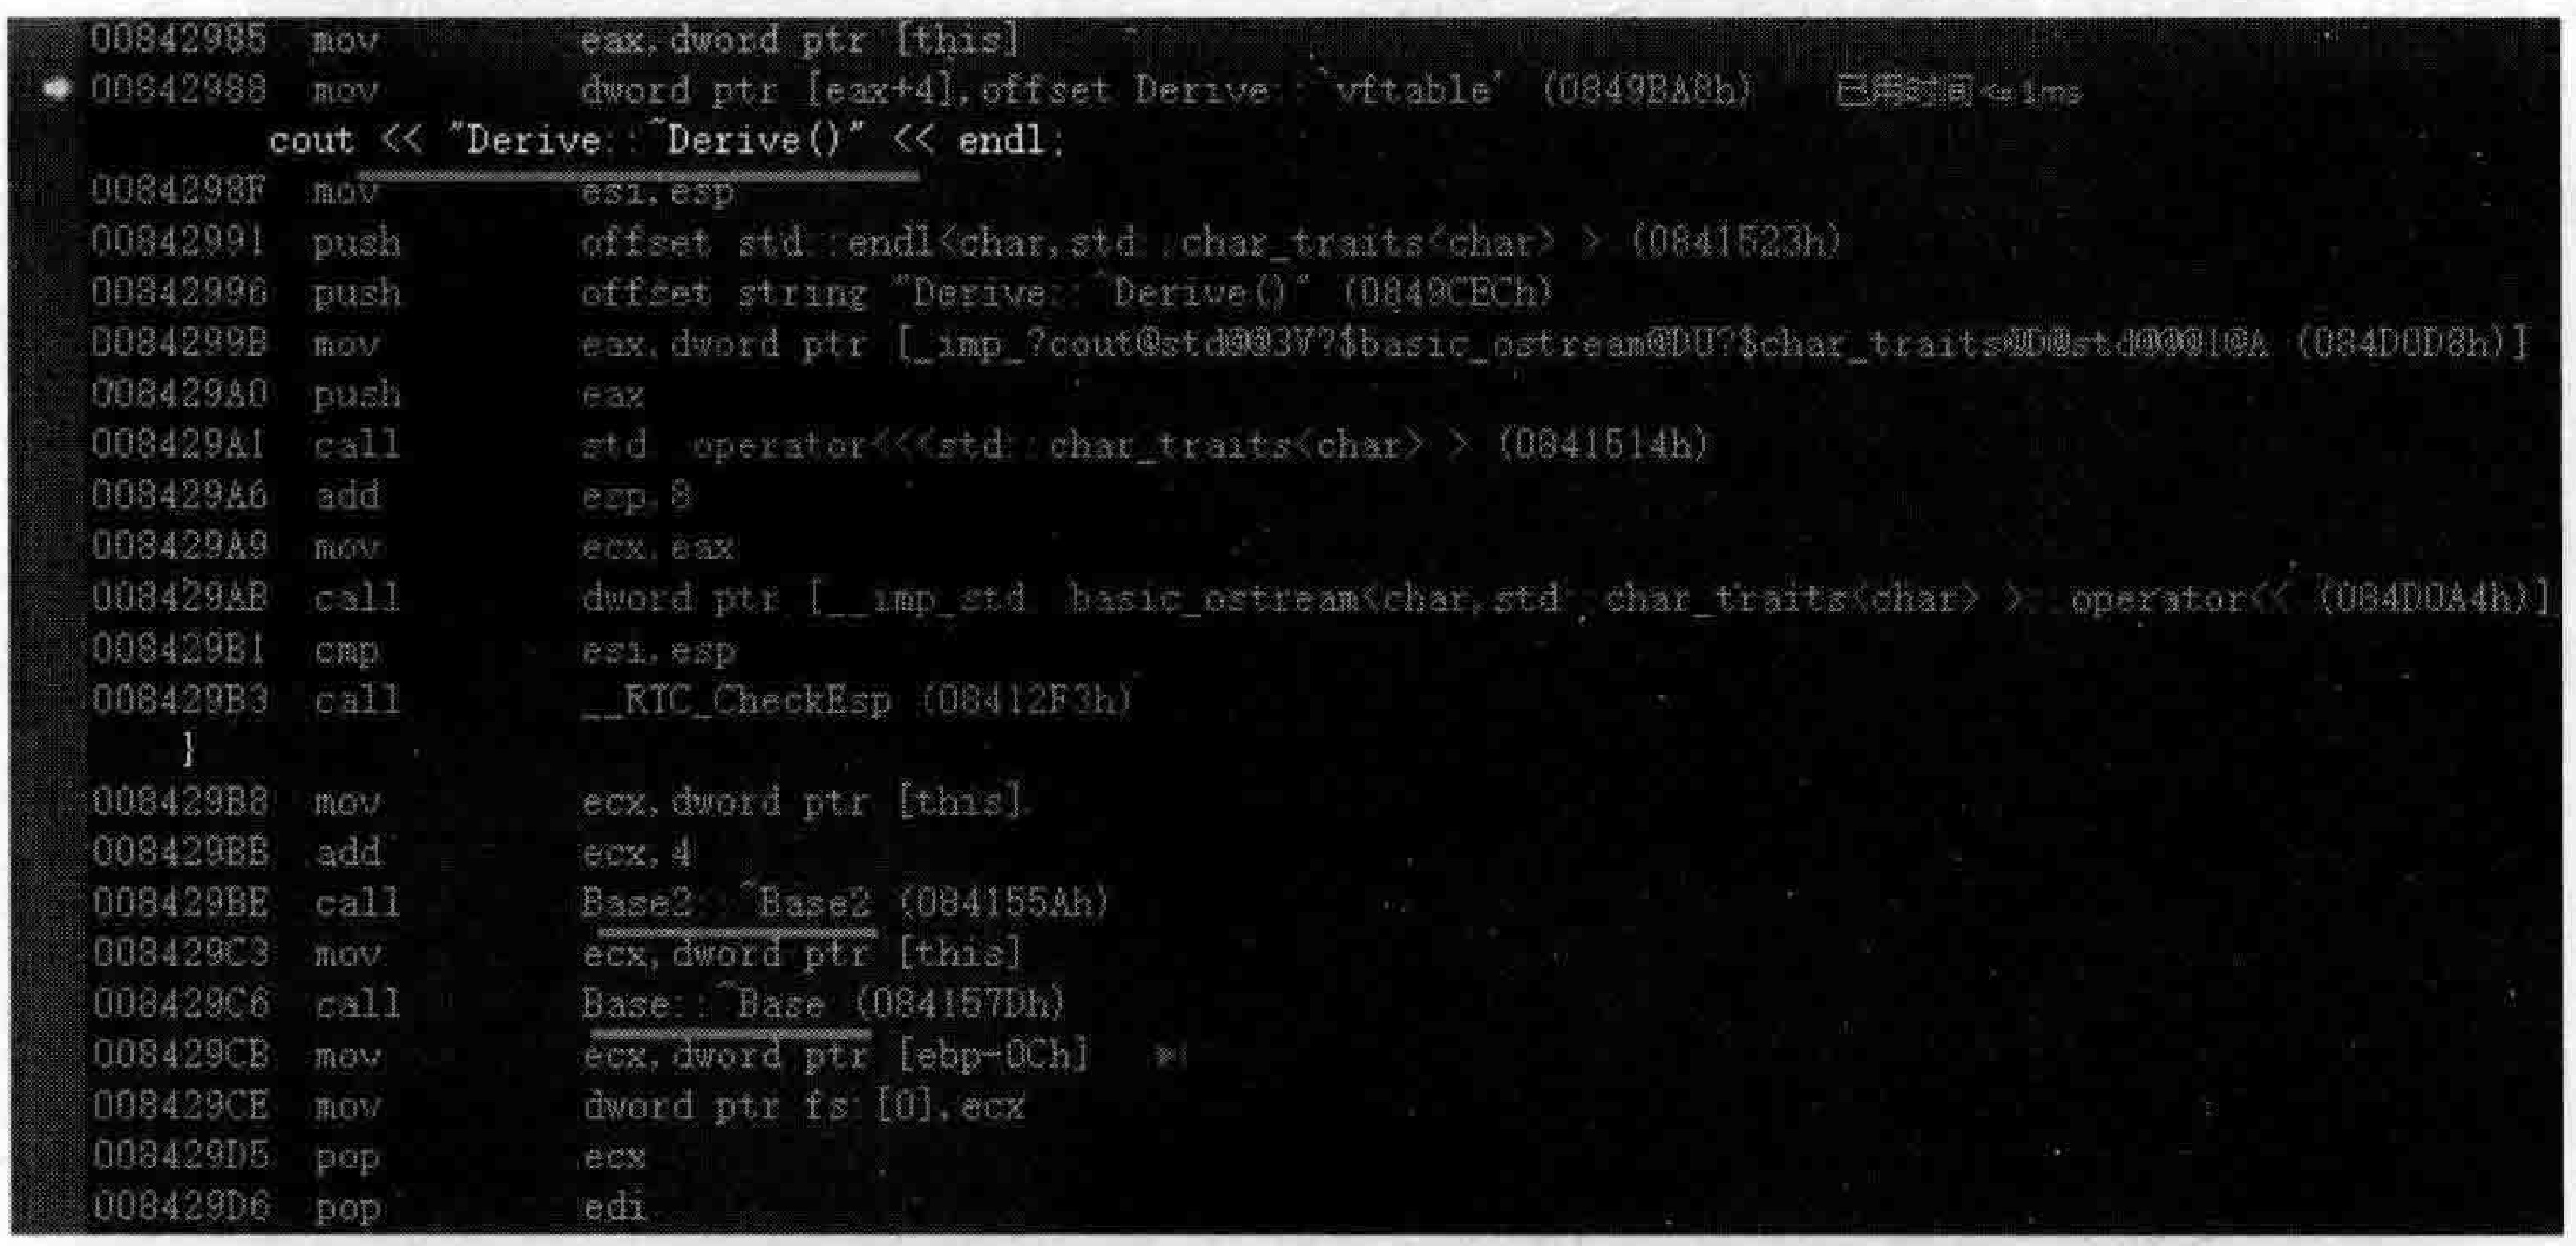 00842985 mov eax,dword ptr [this]
00842988 mov dword ptr [eax+4],offset Derive::`vftable' (0849BA8h) 已用时间<=1ms
cout << "Derive::~Derive()" << endl;
0084298F mov esi,esp
00842991 push offset std::endl<char,std::char_traits<char> > (0841523h)
00842996 push offset string "Derive::~Derive()" (0849CECh)
0084299B mov eax,dword ptr [_imp_?cout@std@@3V?$basic_ostream@DU?$char_traits@D@std@@@1@A (084D0D8h)]
008429A0 push eax
008429A1 call std::operator<<<std::char_traits<char> > (0841514h)
008429A6 add esp,8
008429A9 mov ecx,eax
008429AB call dword ptr [__imp_std::basic_ostream<char,std::char_traits<char> >::operator<< (084D0A4h)]
008429B1 cmp esi,esp
008429B3 call __RTC_CheckEsp (08412F3h)
}
008429B8 mov ecx,dword ptr [this]
008429BB add ecx,4
008429BE call Base2::~Base2 (084155Ah)
008429C3 mov ecx,dword ptr [this]
008429C6 call Base::~Base (084157Dh)
008429CB mov ecx,dword ptr [ebp-0Ch]
008429CE mov dword ptr fs:[0],ecx
008429D5 pop ecx
008429D6 pop edi